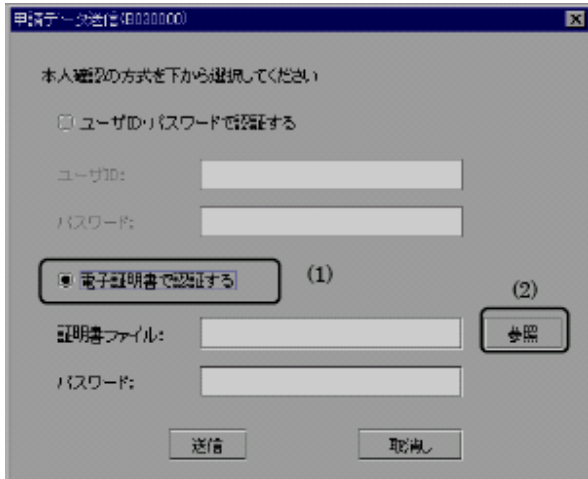 申請データ送信(B030000)
本人確認の方式を下から選択してください
ユーザID・パスワードで認証する
ユーザID:
パスワード:
電子証明書で認証する
(1)
(2)
証明書ファイル:
参照
パスワード:
送信
取消し